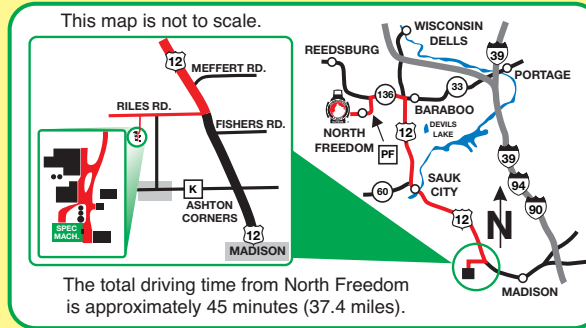 This map is not to scale.
12
MEFFERT RD.
RILES RD.
FISHERS RD.
K
ASHTON
CORNERS
SPEC
MACH.
12
MADISON
WISCONSIN
DELLS
REEDSBURG
39
PORTAGE
33
136
BARABOO
NORTH
FREEDOM
DEVILS
LAKE
12
PF
39
SAUK
CITY
60
94
12
N
90
MADISON
The total driving time from North Freedom
is approximately 45 minutes (37.4 miles).